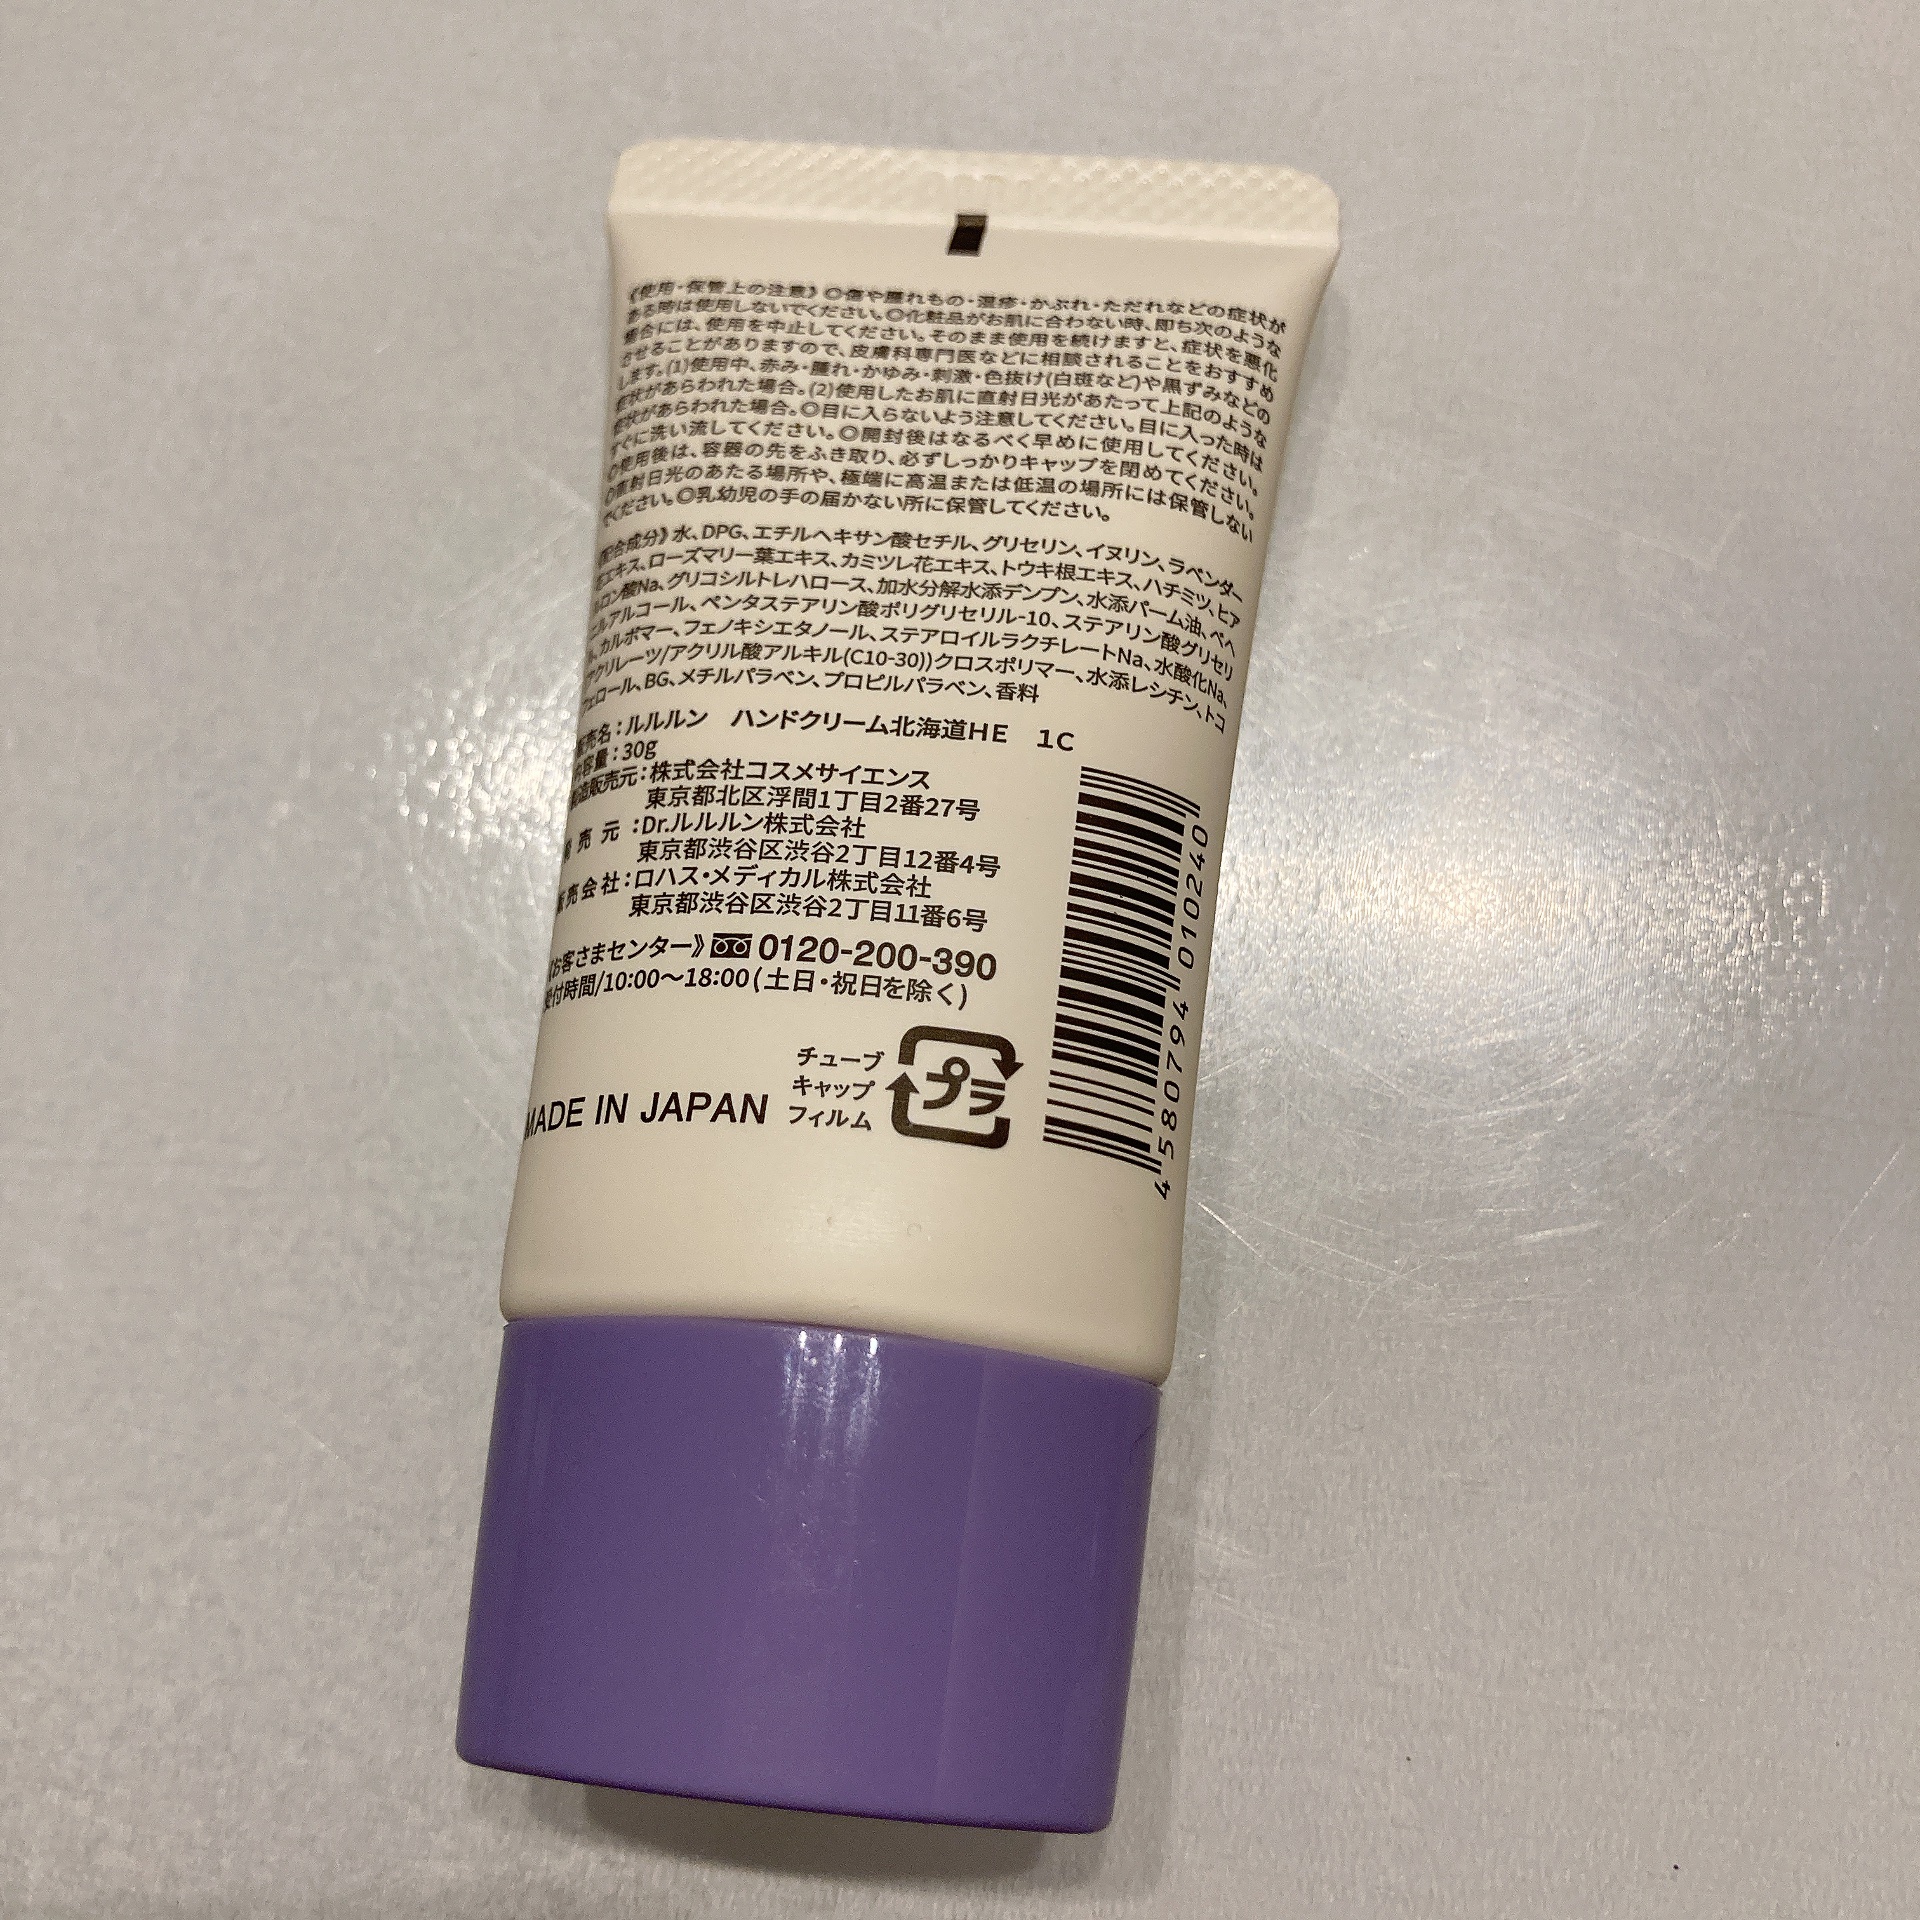 《使用・保管上の注意》◎傷や腫れもの・湿疹・かぶれ・ただれなどの症状が
ある時は使用しないでください。◎化粧品がお肌に合わない時、即ち次のような
場合には、使用を中止してください。そのまま使用を続けますと、症状を悪化
させることがありますので、皮膚科専門医などに相談されることをおすすめ
します。(1)使用中、赤み・腫れ・かゆみ・刺激・色抜け(白斑など)や黒ずみなどの
症状があらわれた場合。(2)使用したお肌に直射日光があたって上記のような
症状があらわれた場合。◎目に入らないよう注意してください。目に入った時は
すぐに洗い流してください。◎開封後はなるべく早めに使用してください。
◎使用後は、容器の先をふき取り、必ずしっかりキャップを閉めてください。
◎直射日光のあたる場所や、極端に高温または低温の場所には保管しない
でください。◎乳幼児の手の届かない所に保管してください。
配合成分》水、DPG、エチルヘキサン酸セチル、グリセリン、イヌリン、ラベンダー
花エキス、ローズマリー葉エキス、カミツレ花エキス、トウキ根エキス、ハチミツ、ヒア
ルロン酸Na、グリコシルトレハロース、加水分解水添デンプン、水添パーム油、ベヘ
ニルアルコール、ペンタステアリン酸ポリグリセリル-10、ステアリン酸グリセリ
ル、カルボマー、フェノキシエタノール、ステアロイルラクチレートNa、水酸化Na、
アクリレーツ/アクリル酸アルキル(C10-30))クロスポリマー、水添レシチン、トコ
フェロール、BG、メチルパラベン、プロピルパラベン、香料
販売名：ルルルン　ハンドクリーム北海道HE　1C
内容量：30g
製造販売元：株式会社コスメサイエンス
東京都北区浮間1丁目2番27号
発売元：Dr.ルルルン株式会社
東京都渋谷区渋谷2丁目12番4号
販売会社：ロハス・メディカル株式会社
東京都渋谷区渋谷2丁目11番6号
《お客さまセンター》0120-200-390
受付時間/10:00～18:00(土日・祝日を除く)
チューブ
キャップ
フィルム
プラ
MADE IN JAPAN
4 580794 010240